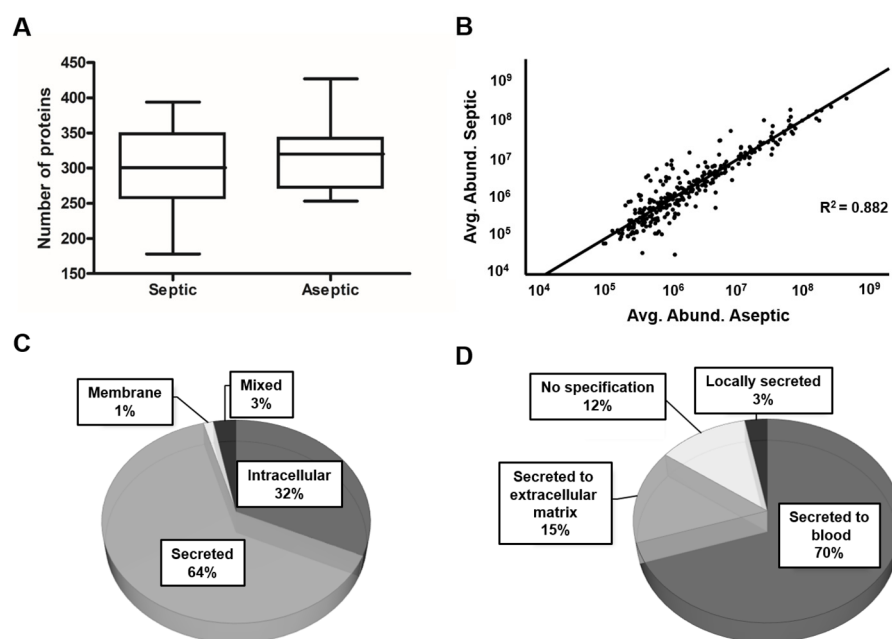 A
Number of proteins
450
400
350
300
250
200
150
Septic
Aseptic
B
Avg. Abund. Septic
10⁹
10⁸
10⁷
10⁶
10⁵
10⁴
R² = 0.882
10⁴
10⁵
10⁶
10⁷
10⁸
10⁹
Avg. Abund. Aseptic
C
Membrane
1%
Mixed
3%
Intracellular
32%
Secreted
64%
D
No specification
12%
Locally secreted
3%
Secreted to
extracellular
matrix
15%
Secreted to
blood
70%